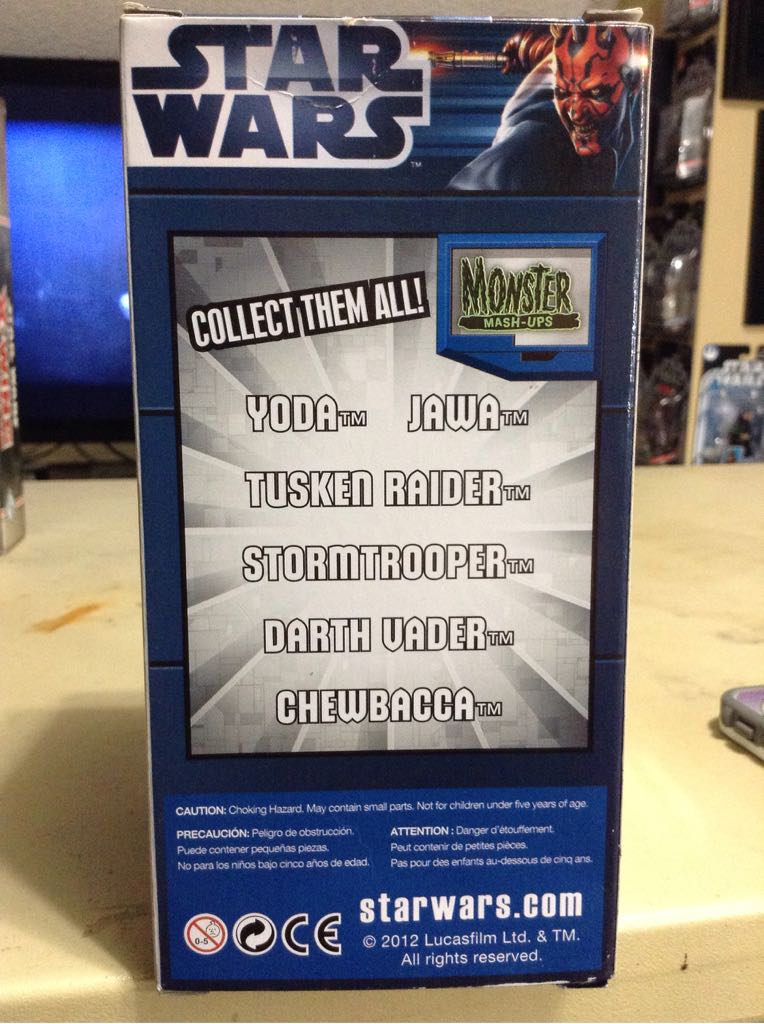 STAR
WARS™
COLLECT THEM ALL!
MONSTER
MASH-UPS
YODA™ JAWA™
TUSKEN RAIDER™
STORMTROOPER™
DARTH VADER™
CHEWBACCA™
CAUTION: Choking Hazard. May contain small parts. Not for children under five years of age.
PRECAUCIÓN: Peligro de obstrucción.
Puede contener pequeñas piezas.
No para los niños bajo cinco años de edad.
ATTENTION : Danger d'étouffement.
Peut contenir de petites pièces.
Pas pour des enfants au-dessous de cinq ans.
0-5
CE
starwars.com
© 2012 Lucasfilm Ltd. & TM.
All rights reserved.
STAR
WARS